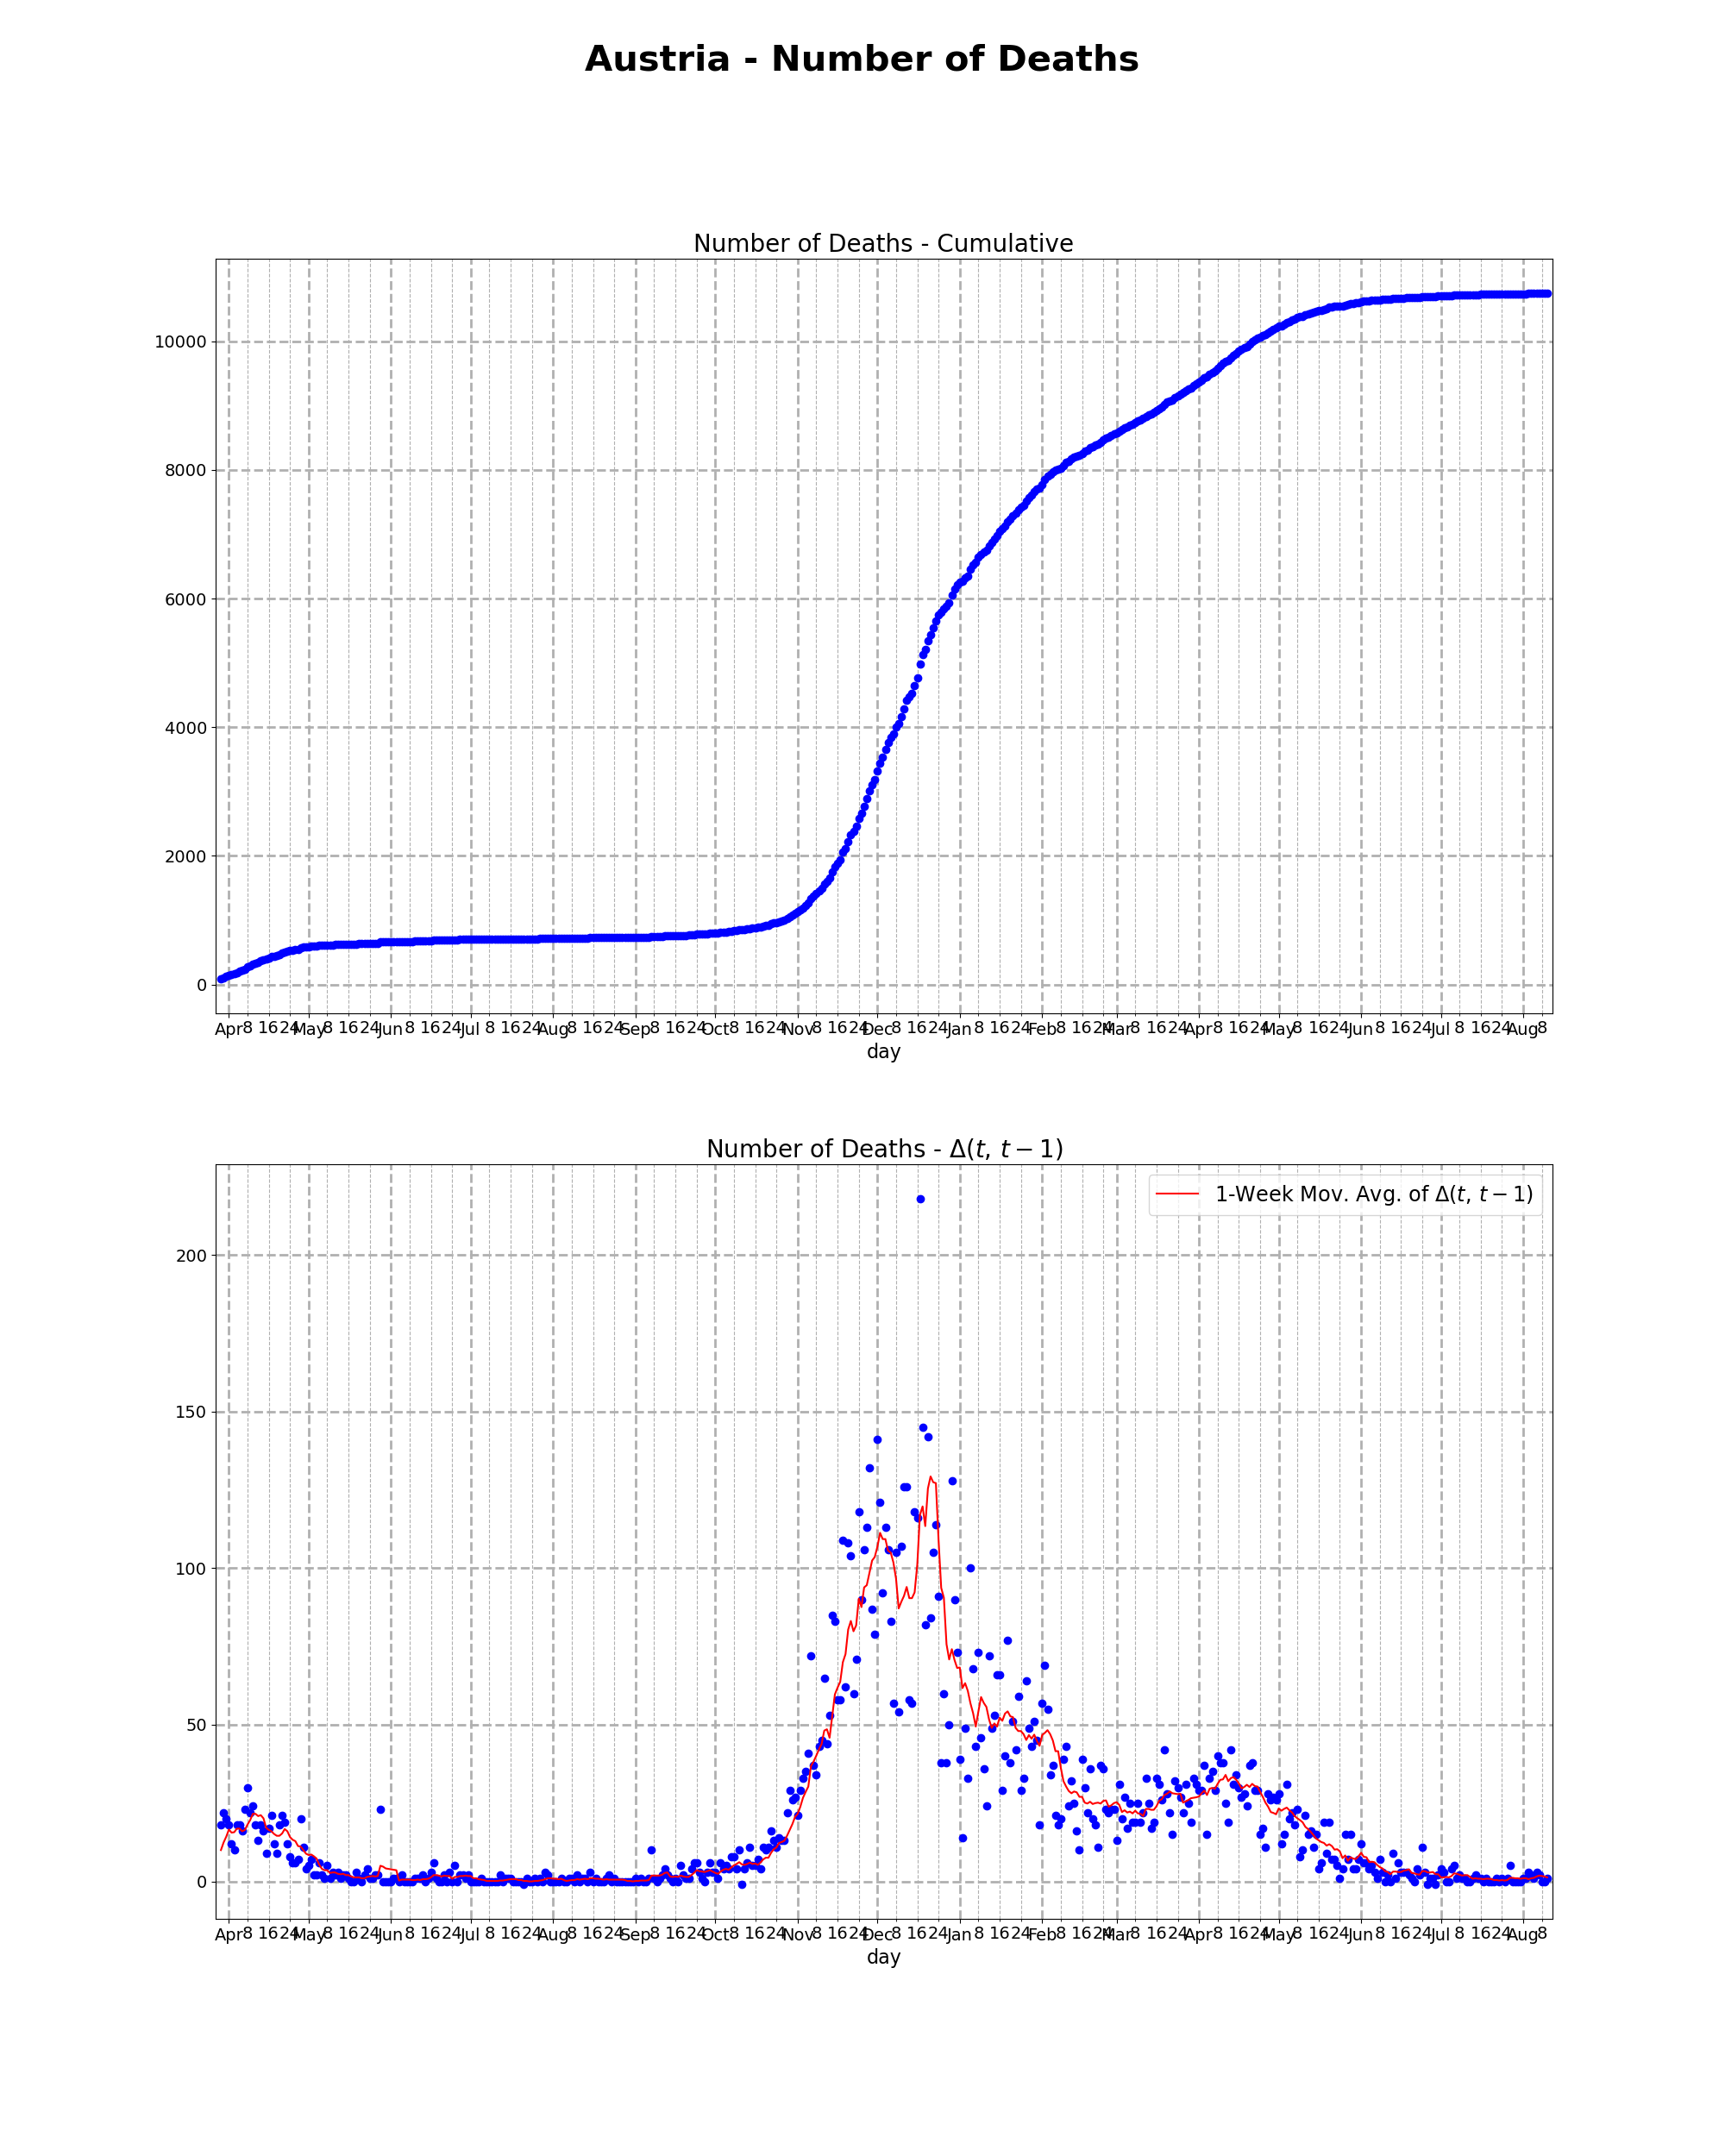 Austria - Number of Deaths
Number of Deaths - Cumulative
10000
8000
6000
4000
2000
0
Apr 8 16 24 May 8 16 24 Jun 8 16 24 Jul 8 16 24 Aug 8 16 24 Sep 8 16 24 Oct 8 16 24 Nov 8 16 24 Dec 8 16 24 Jan 8 16 24 Feb 8 16 24 Mar 8 16 24 Apr 8 16 24 May 8 16 24 Jun 8 16 24 Jul 8 16 24 Aug 8
day
Number of Deaths - Δ(t, t − 1)
1-Week Mov. Avg. of Δ(t, t − 1)
200
150
100
50
0
Apr 8 16 24 May 8 16 24 Jun 8 16 24 Jul 8 16 24 Aug 8 16 24 Sep 8 16 24 Oct 8 16 24 Nov 8 16 24 Dec 8 16 24 Jan 8 16 24 Feb 8 16 24 Mar 8 16 24 Apr 8 16 24 May 8 16 24 Jun 8 16 24 Jul 8 16 24 Aug 8
day